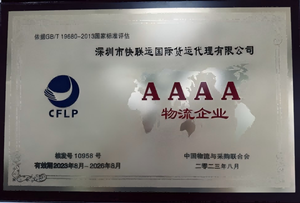 依据GB/T 19680-2013国家标准评估
深圳市快联运国际货运代理有限公司
CFLP
AAAA
物流企业
核发号 10958 号
有效期 2023年8月 - 2026年8月
中国物流与采购联合会
二〇二三年八月